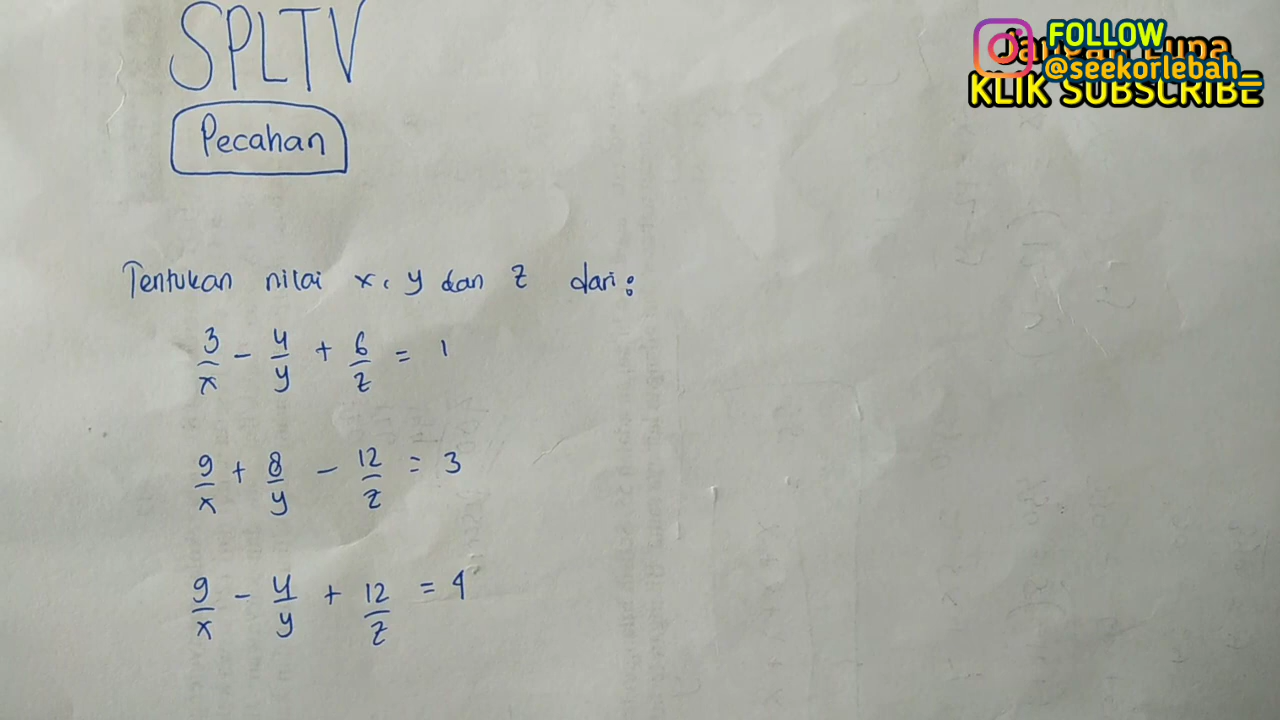 SPLTV
Pecahan
FOLLOW
@seekorlebah_
KLIK SUBSCRIBE
Tentukan nilai x, y dan z dari:
3/x - 4/y + 6/z = 1
9/x + 8/y - 12/z = 3
9/x - 4/y + 12/z = 4